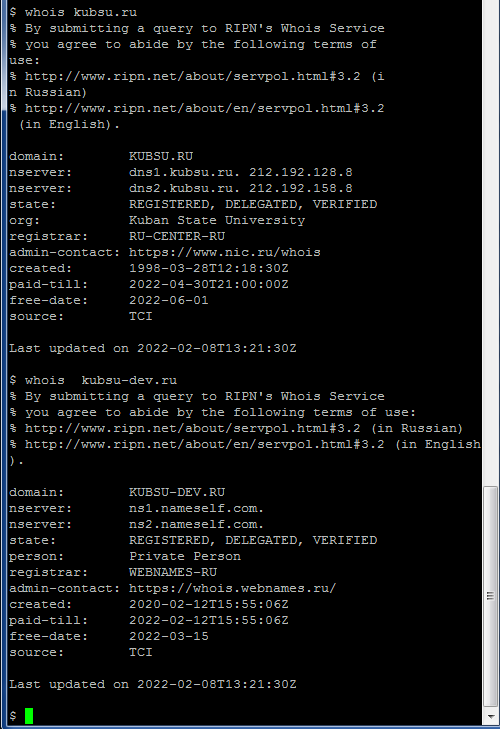 $ whois kubsu.ru
% By submitting a query to RIPN's Whois Service
% you agree to abide by the following terms of
use:
% http://www.ripn.net/about/servpol.html#3.2 (i
n Russian)
% http://www.ripn.net/about/en/servpol.html#3.2
 (in English).

domain:        KUBSU.RU
nserver:       dns1.kubsu.ru. 212.192.128.8
nserver:       dns2.kubsu.ru. 212.192.158.8
state:         REGISTERED, DELEGATED, VERIFIED
org:           Kuban State University
registrar:     RU-CENTER-RU
admin-contact: https://www.nic.ru/whois
created:       1998-03-28T12:18:30Z
paid-till:     2022-04-30T21:00:00Z
free-date:     2022-06-01
source:        TCI

Last updated on 2022-02-08T13:21:30Z

$ whois  kubsu-dev.ru
% By submitting a query to RIPN's Whois Service
% you agree to abide by the following terms of use:
% http://www.ripn.net/about/servpol.html#3.2 (in Russian)
% http://www.ripn.net/about/en/servpol.html#3.2 (in English
).

domain:        KUBSU-DEV.RU
nserver:       ns1.nameself.com.
nserver:       ns2.nameself.com.
state:         REGISTERED, DELEGATED, VERIFIED
person:        Private Person
registrar:     WEBNAMES-RU
admin-contact: https://whois.webnames.ru/
created:       2020-02-12T15:55:06Z
paid-till:     2022-02-12T15:55:06Z
free-date:     2022-03-15
source:        TCI

Last updated on 2022-02-08T13:21:30Z

$